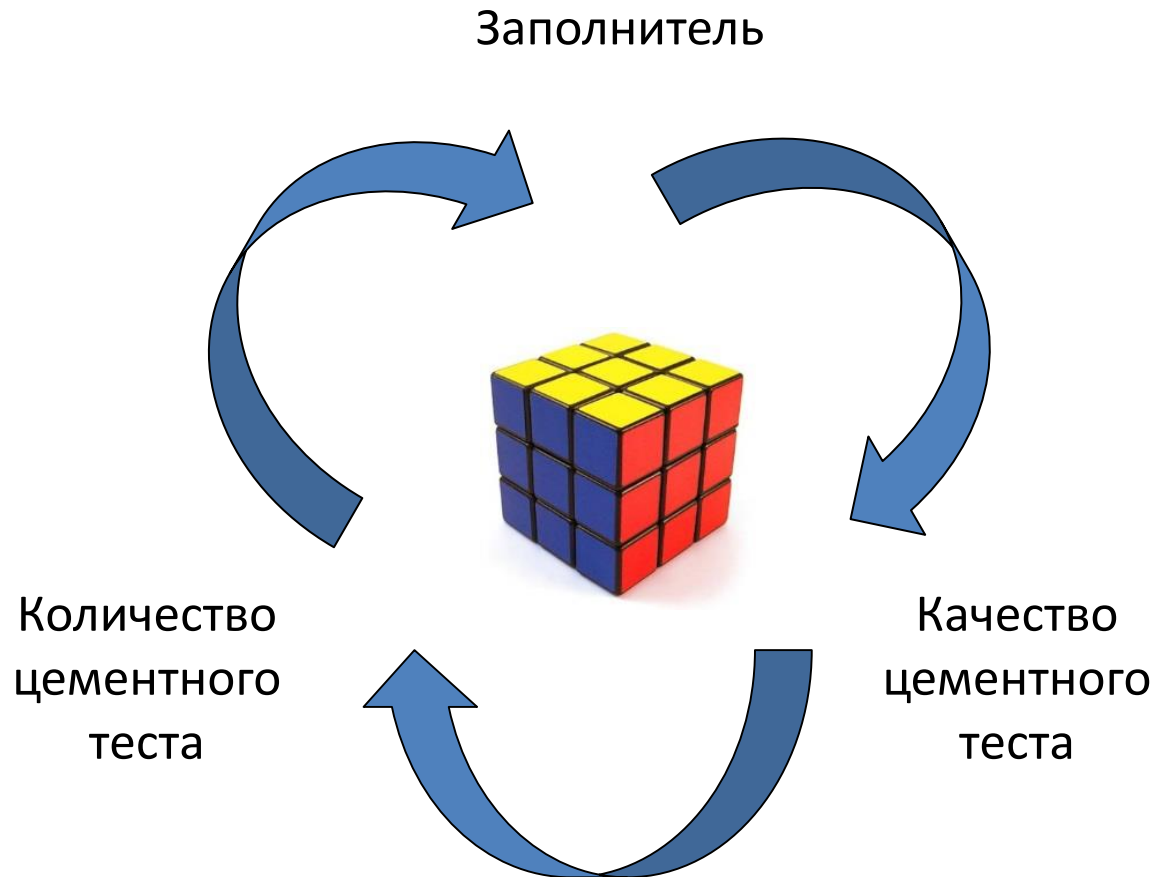 Заполнитель
Количество
цементного
теста
Качество
цементного
теста